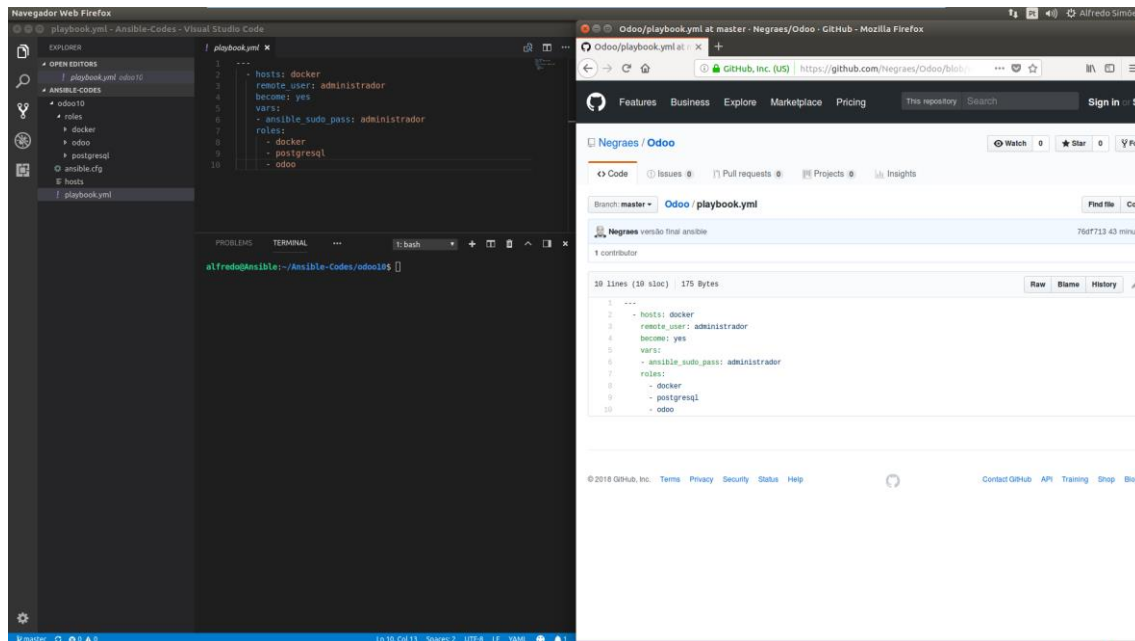 Navegador Web Firefox
Pt
Alfredo Simõe
playbook.yml - Ansible-Codes - Visual Studio Code
EXPLORER
OPEN EDITORS
! playbook.yml odoo10
ANSIBLE-CODES
odoo10
roles
docker
odoo
postgresql
ansible.cfg
hosts
! playbook.yml
! playbook.yml ×
1 ---
2 - hosts: docker
3 remote_user: administrador
4 become: yes
5 vars:
6 - ansible_sudo_pass: administrador
7 roles:
8 - docker
9 - postgresql
10 - odoo
PROBLEMS TERMINAL ... 1: bash
alfredo@Ansible:~/Ansible-Codes/odoo10$
master 0 0 Ln 10, Col 13 Spaces: 2 UTF-8 LF YAML 1
Odoo/playbook.yml at master · Negraes/Odoo · GitHub - Mozilla Firefox
Odoo/playbook.yml at
GitHub, Inc. (US) https://github.com/Negraes/Odoo/blob/
Features Business Explore Marketplace Pricing This repository Search Sign in or
Negraes / Odoo
Watch 0 Star 0
Code Issues 0 Pull requests 0 Projects 0 Insights
Branch: master Odoo / playbook.yml Find file
Negraes versão final ansible 76df713 43 minu
1 contributor
10 lines (10 sloc) 175 Bytes Raw Blame History
1 ---
2 - hosts: docker
3 remote_user: administrador
4 become: yes
5 vars:
6 - ansible_sudo_pass: administrador
7 roles:
8 - docker
9 - postgresql
10 - odoo
© 2018 GitHub, Inc. Terms Privacy Security Status Help Contact GitHub API Training Shop